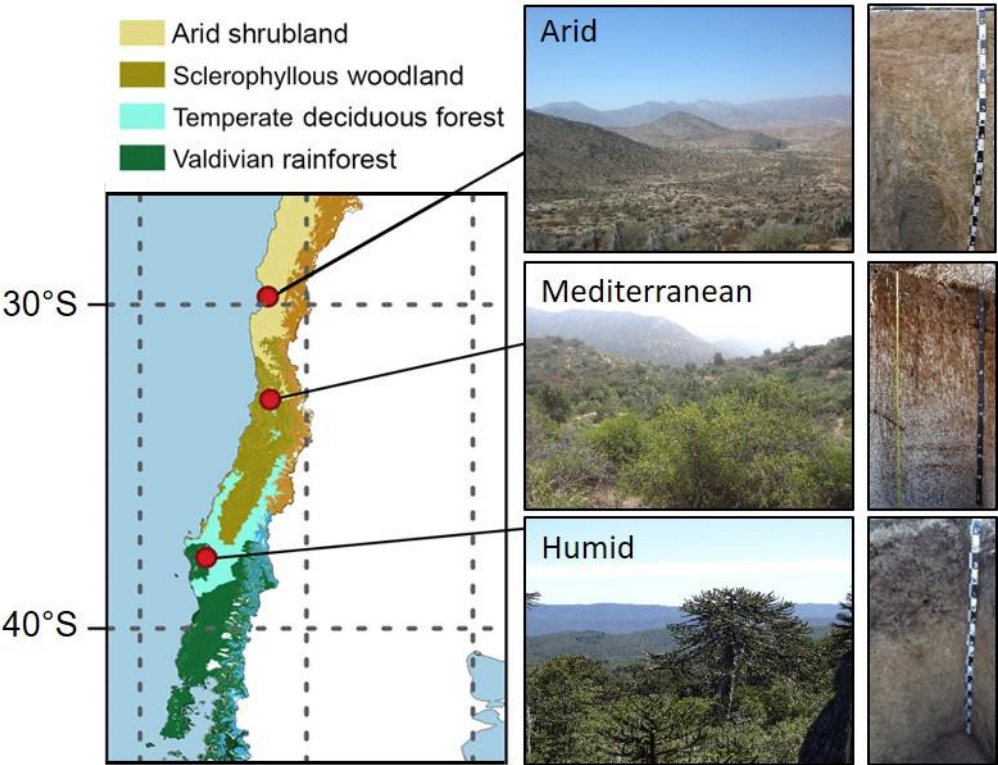 Arid shrubland
Sclerophyllous woodland
Temperate deciduous forest
Valdivian rainforest
30°S
40°S
Arid
Mediterranean
Humid